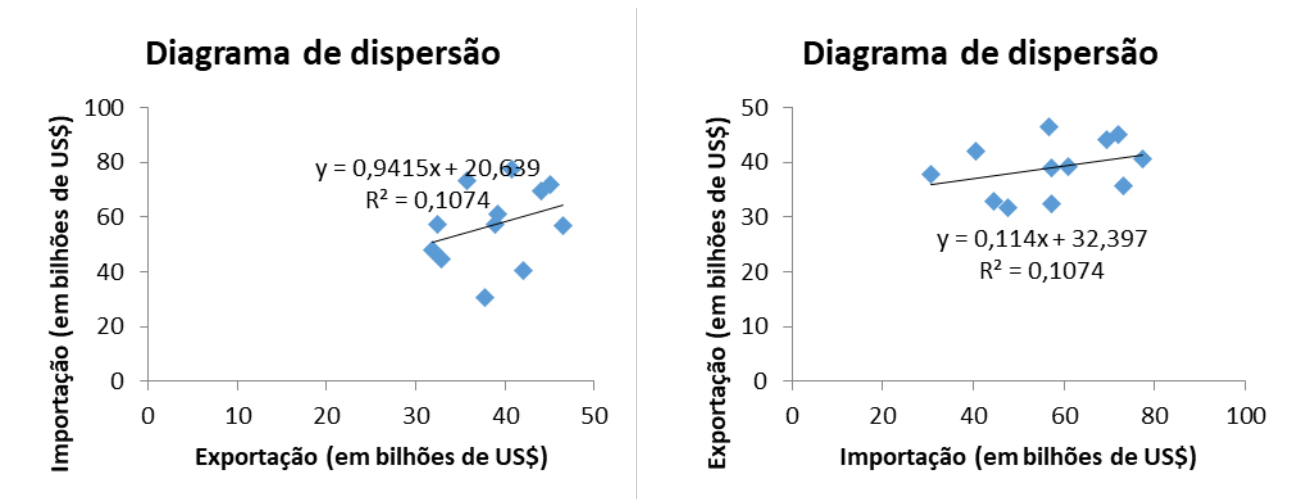 Diagrama de dispersão
Importação (em bilhões de US$)
100
80
60
40
20
0
y = 0,9415x + 20,639
R² = 0,1074
0 10 20 30 40 50
Exportação (em bilhões de US$)
Diagrama de dispersão
Exportação (em bilhões de US$)
50
40
30
20
10
0
y = 0,114x + 32,397
R² = 0,1074
0 20 40 60 80 100
Importação (em bilhões de US$)